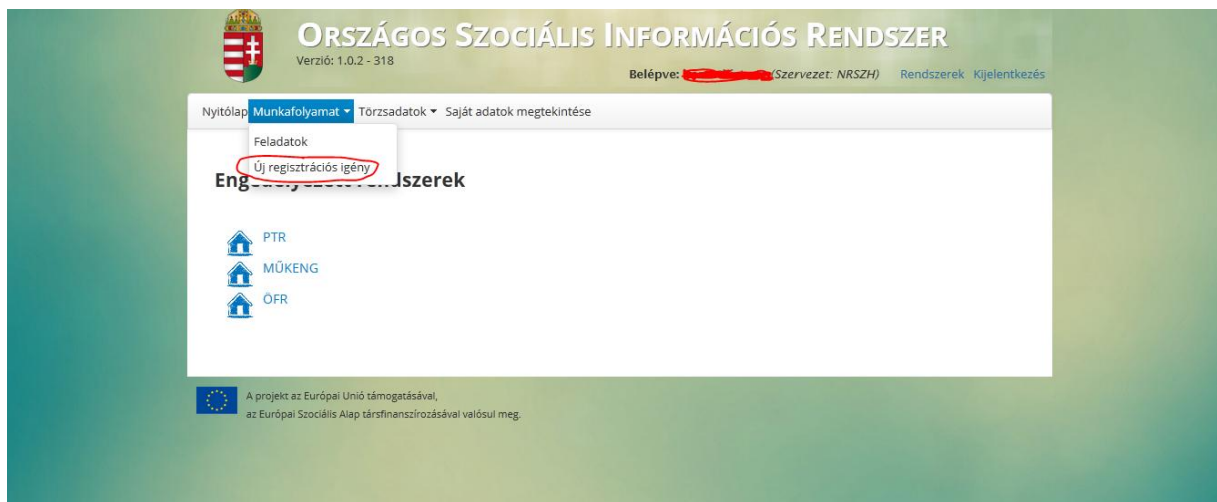 ORSZÁGOS SZOCIÁLIS INFORMÁCIÓS RENDSZER
Verzió: 1.0.2 - 318
Belépve: (Szervezet: NRSZH) Rendszerek Kijelentkezés
Nyitólap Munkafolyamat Törzsadatok Saját adatok megtekintése
Feladatok
Új regisztrációs igény
PTR
MŰKENG
ÖFR
A projekt az Európai Unió támogatásával,
az Európai Szociális Alap társfinanszírozásával valósul meg.